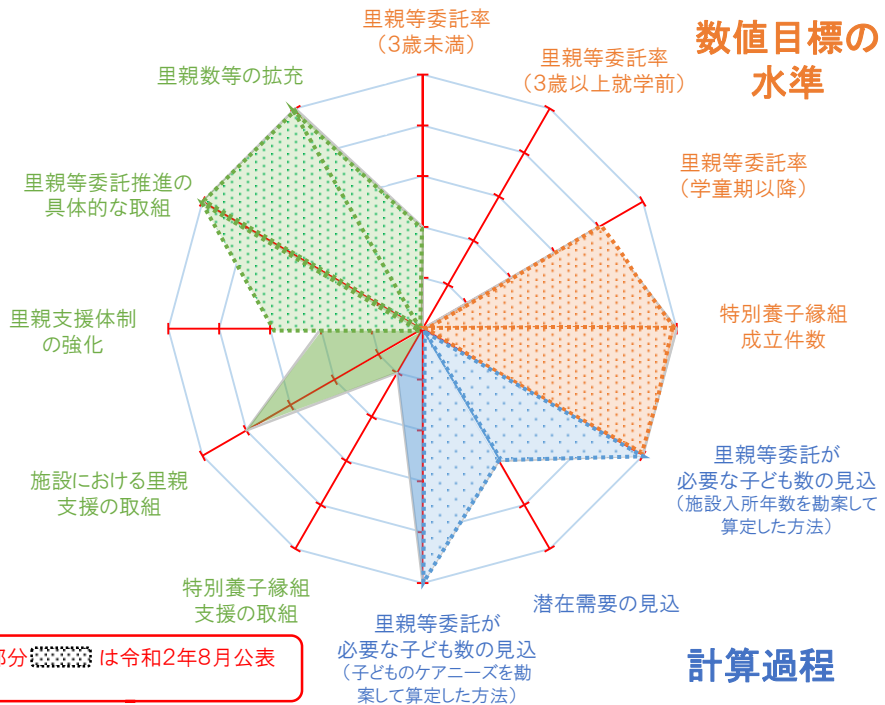 里親等委託率
(3歳未満)
数値目標の
水準
里親等委託率
(3歳以上就学前)
里親数等の拡充
里親等委託率
(学童期以降)
里親等委託推進の
具体的な取組
里親支援体制
の強化
特別養子縁組
成立件数
里親等委託が
必要な子ども数の見込
(施設入所年数を勘案して
算定した方法)
施設における里親
支援の取組
特別養子縁組
支援の取組
潜在需要の見込
里親等委託が
必要な子ども数の見込
(子どものケアニーズを勘
案して算定した方法)
部分 は令和2年8月公表
計算過程